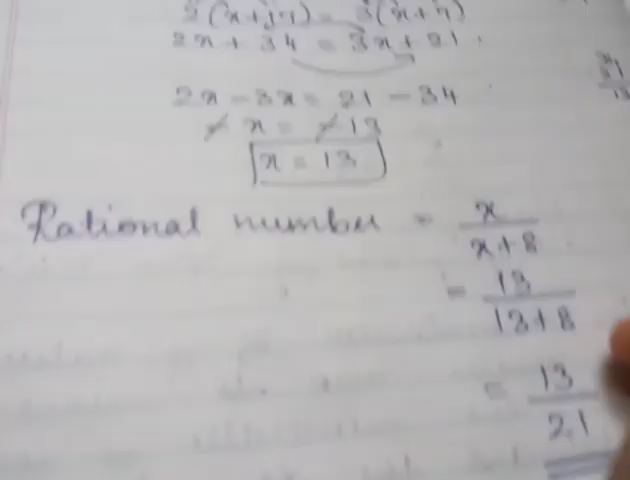 2(x+17) = 3(x+7)
2x + 34 = 3x + 21
2x - 3x = 21 - 34
- x = - 13
x = 13
Rational number = x / x+8
= 13 / 13+8
= 13 / 21